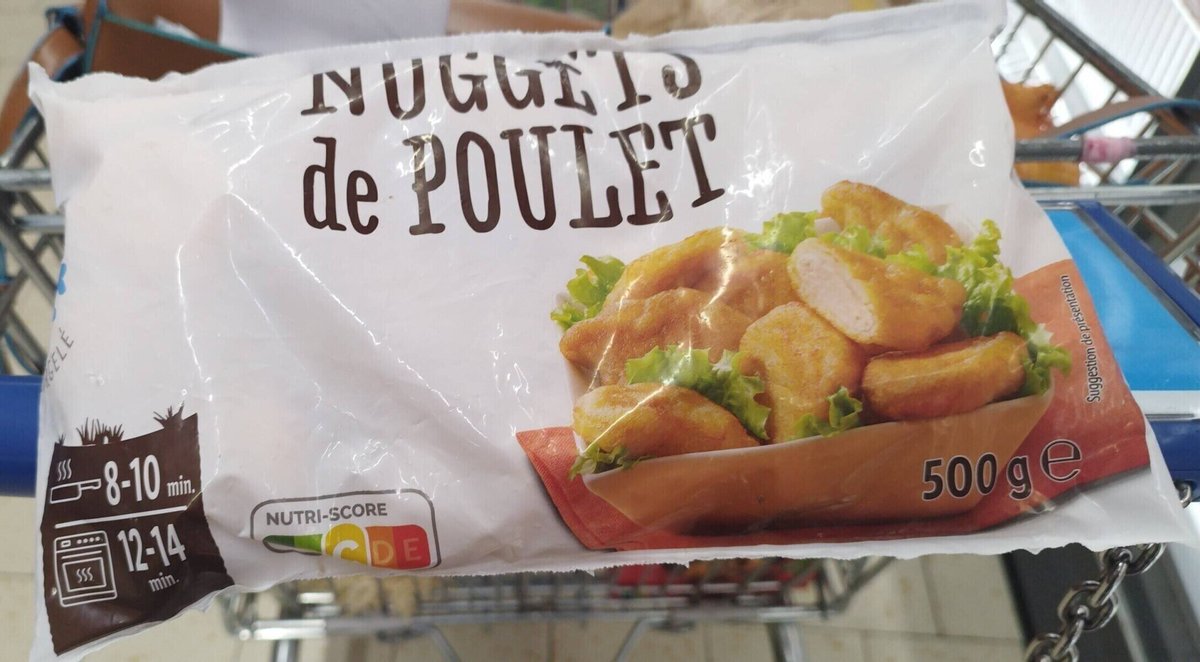 NUGGETS
de POULET
Suggestion de présentation
500 g e
8-10 min.
12-14
min.
NUTRI-SCORE
C D E